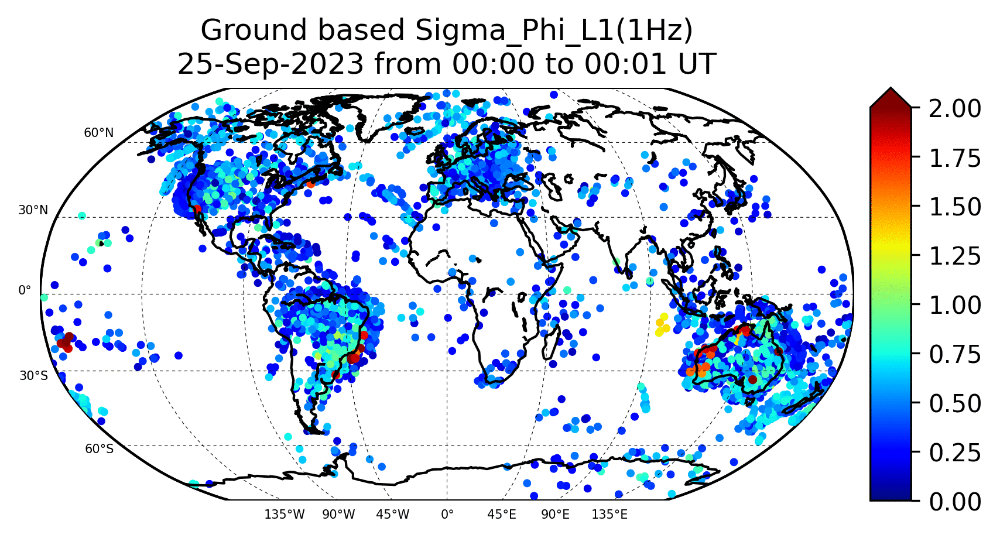 Ground based Sigma_Phi_L1(1Hz)
25-Sep-2023 from 00:00 to 00:01 UT
60°N
30°N
0°
30°S
60°S
135°W 90°W 45°W 0° 45°E 90°E 135°E
2.00
1.75
1.50
1.25
1.00
0.75
0.50
0.25
0.00